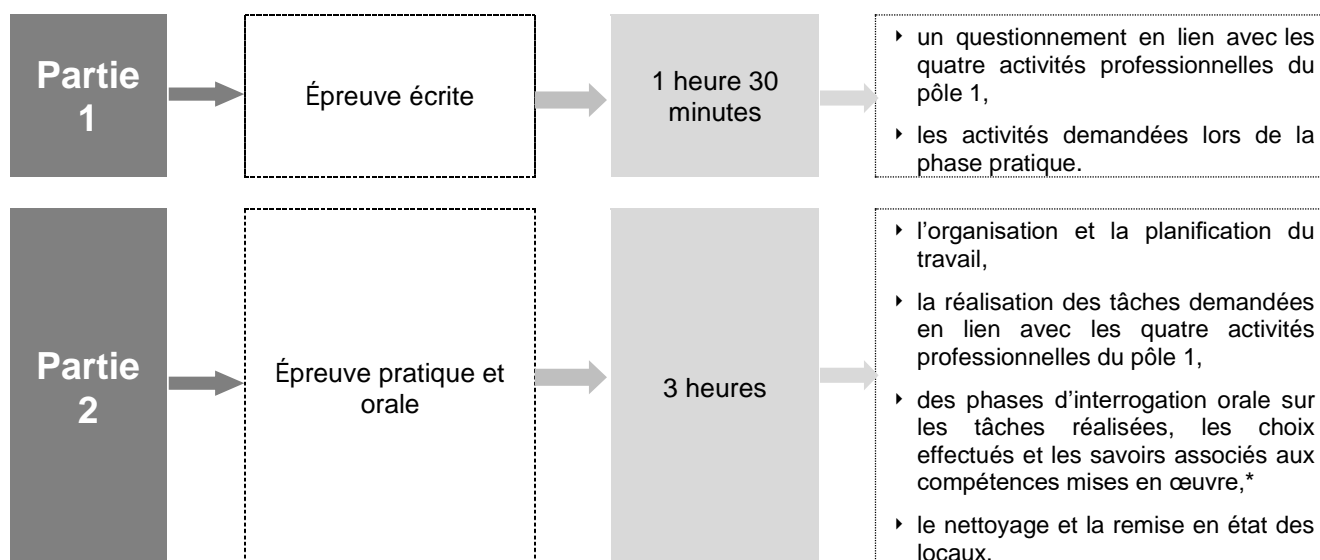 Partie
1
Épreuve écrite
1 heure 30
minutes
‣ un questionnement en lien avec les
quatre activités professionnelles du
pôle 1,
‣ les activités demandées lors de la
phase pratique.
Partie
2
Épreuve pratique et
orale
3 heures
‣ l’organisation et la planification du
travail,
‣ la réalisation des tâches demandées
en lien avec les quatre activités
professionnelles du pôle 1,
‣ des phases d’interrogation orale sur
les tâches réalisées, les choix
effectués et les savoirs associés aux
compétences mises en œuvre,*
‣ le nettoyage et la remise en état des
locaux.